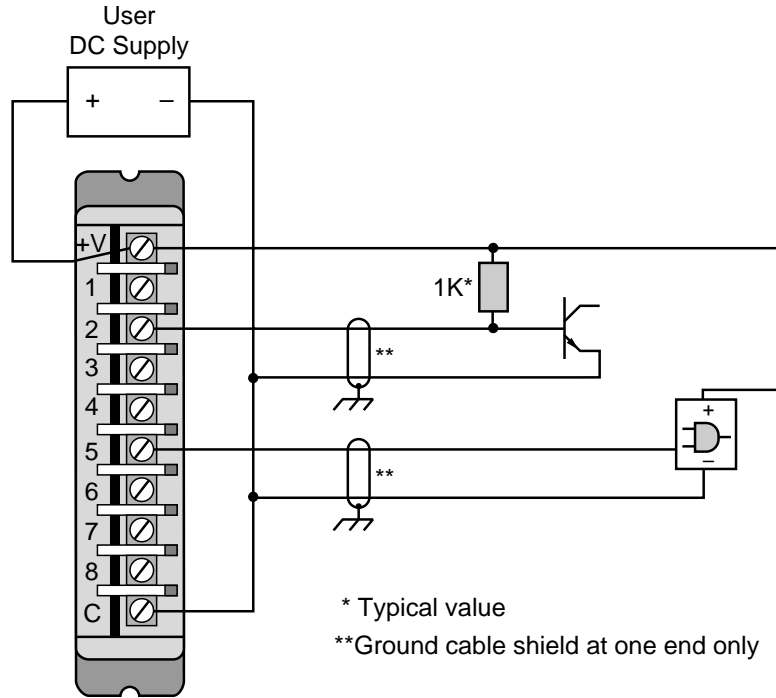 User
DC Supply
+ –
+V
1
2
3
4
5
6
7
8
C
1K*
**
+
–
**
* Typical value
**Ground cable shield at one end only